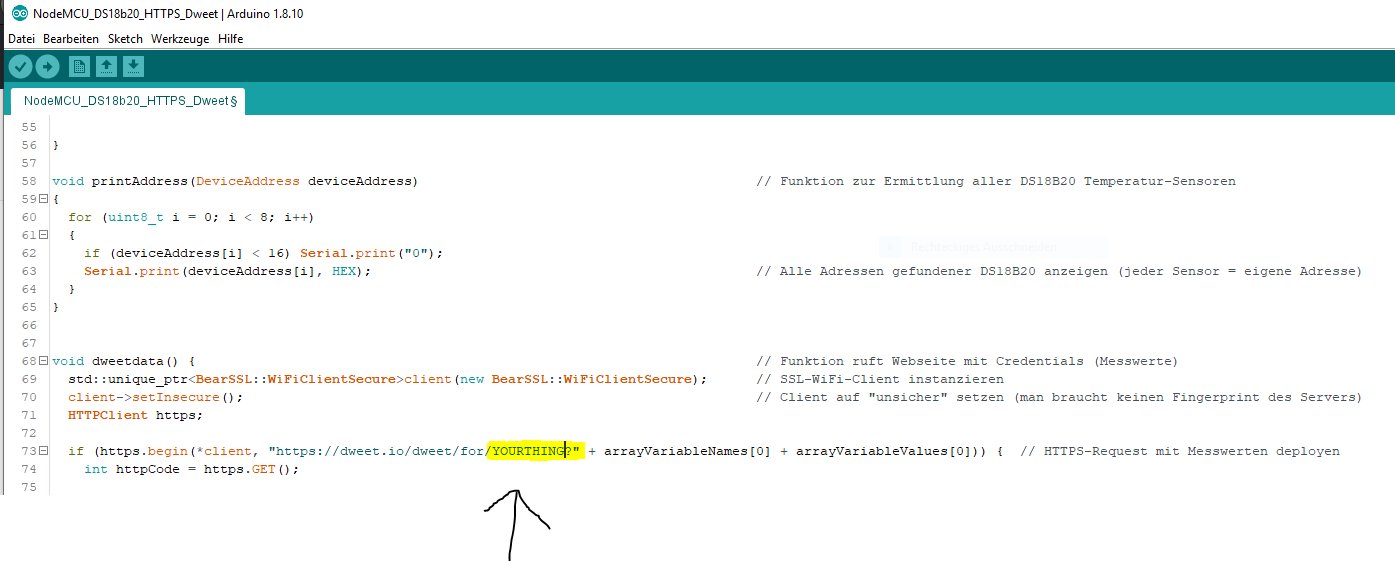 NodeMCU_DS18b20_HTTPS_Dweet | Arduino 1.8.10
Datei Bearbeiten Sketch Werkzeuge Hilfe
NodeMCU_DS18b20_HTTPS_Dweet §
55
56 }
57
58 void printAddress(DeviceAddress deviceAddress) // Funktion zur Ermittlung aller DS18B20 Temperatur-Sensoren
59 {
60 for (uint8_t i = 0; i < 8; i++)
61 {
62 if (deviceAddress[i] < 16) Serial.print("0");
63 Serial.print(deviceAddress[i], HEX); // Alle Adressen gefundener DS18B20 anzeigen (jeder Sensor = eigene Adresse)
64 }
65 }
66
67
68 void dweetdata() { // Funktion ruft Webseite mit Credentials (Messwerte)
69 std::unique_ptr<BearSSL::WiFiClientSecure>client(new BearSSL::WiFiClientSecure); // SSL-WiFi-Client instanzieren
70 client->setInsecure(); // Client auf "unsicher" setzen (man braucht keinen Fingerprint des Servers)
71 HTTPClient https;
72
73 if (https.begin(*client, "https://dweet.io/dweet/for/YOURTHING?" + arrayVariableNames[0] + arrayVariableValues[0])) { // HTTPS-Request mit Messwerten deployen
74 int httpCode = https.GET();
75